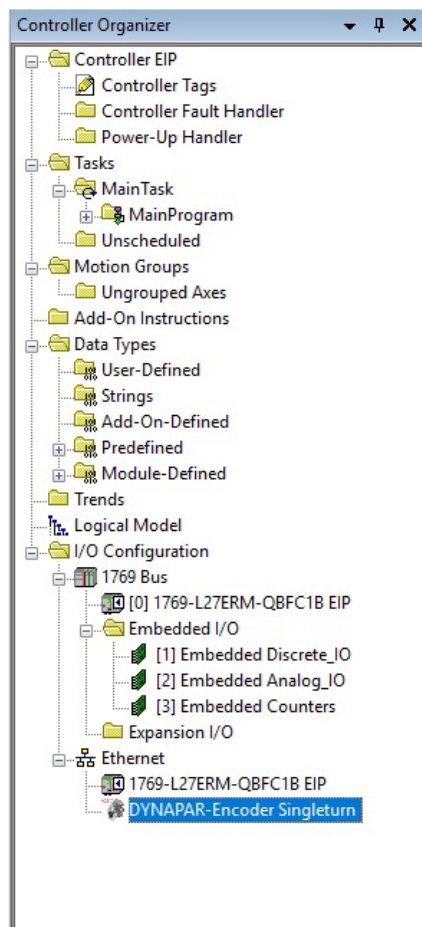 Controller Organizer
Controller EIP
Controller Tags
Controller Fault Handler
Power-Up Handler
Tasks
MainTask
MainProgram
Unscheduled
Motion Groups
Ungrouped Axes
Add-On Instructions
Data Types
User-Defined
Strings
Add-On-Defined
Predefined
Module-Defined
Trends
Logical Model
I/O Configuration
1769 Bus
[0] 1769-L27ERM-QBFC1B EIP
Embedded I/O
[1] Embedded Discrete_IO
[2] Embedded Analog_IO
[3] Embedded Counters
Expansion I/O
Ethernet
1769-L27ERM-QBFC1B EIP
DYNAPAR-Encoder Singleturn